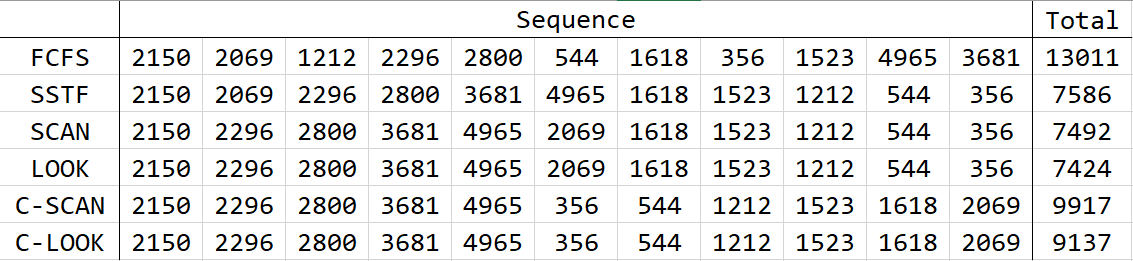 Sequence Total
FCFS 2150 2069 1212 2296 2800 544 1618 356 1523 4965 3681 13011
SSTF 2150 2069 2296 2800 3681 4965 1618 1523 1212 544 356 7586
SCAN 2150 2296 2800 3681 4965 2069 1618 1523 1212 544 356 7492
LOOK 2150 2296 2800 3681 4965 2069 1618 1523 1212 544 356 7424
C-SCAN 2150 2296 2800 3681 4965 356 544 1212 1523 1618 2069 9917
C-LOOK 2150 2296 2800 3681 4965 356 544 1212 1523 1618 2069 9137